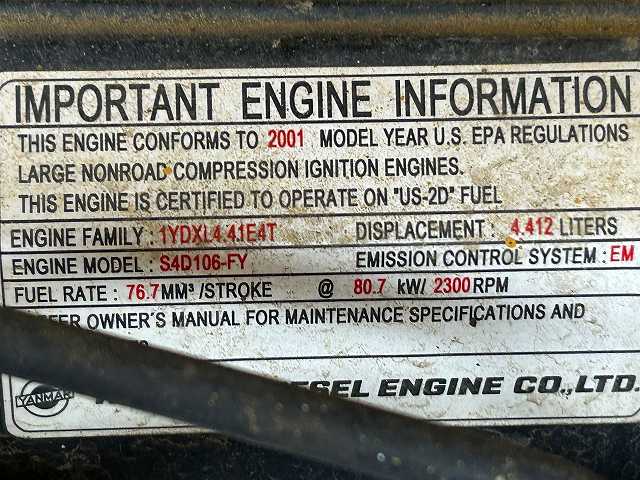 IMPORTANT ENGINE INFORMATION
THIS ENGINE CONFORMS TO 2001 MODEL YEAR U.S. EPA REGULATIONS
LARGE NONROAD COMPRESSION IGNITION ENGINES.
THIS ENGINE IS CERTIFIED TO OPERATE ON "US-2D" FUEL
ENGINE FAMILY : 1YDXL4.41E4T DISPLACEMENT : 4.412 LITERS
ENGINE MODEL : S4D106-FY EMISSION CONTROL SYSTEM : EM
FUEL RATE : 76.7 MM³ /STROKE @ 80.7 kW/ 2300 RPM
OWNER'S MANUAL FOR MAINTENANCE SPECIFICATIONS AND
YANMAR ENGINE CO.,LTD.